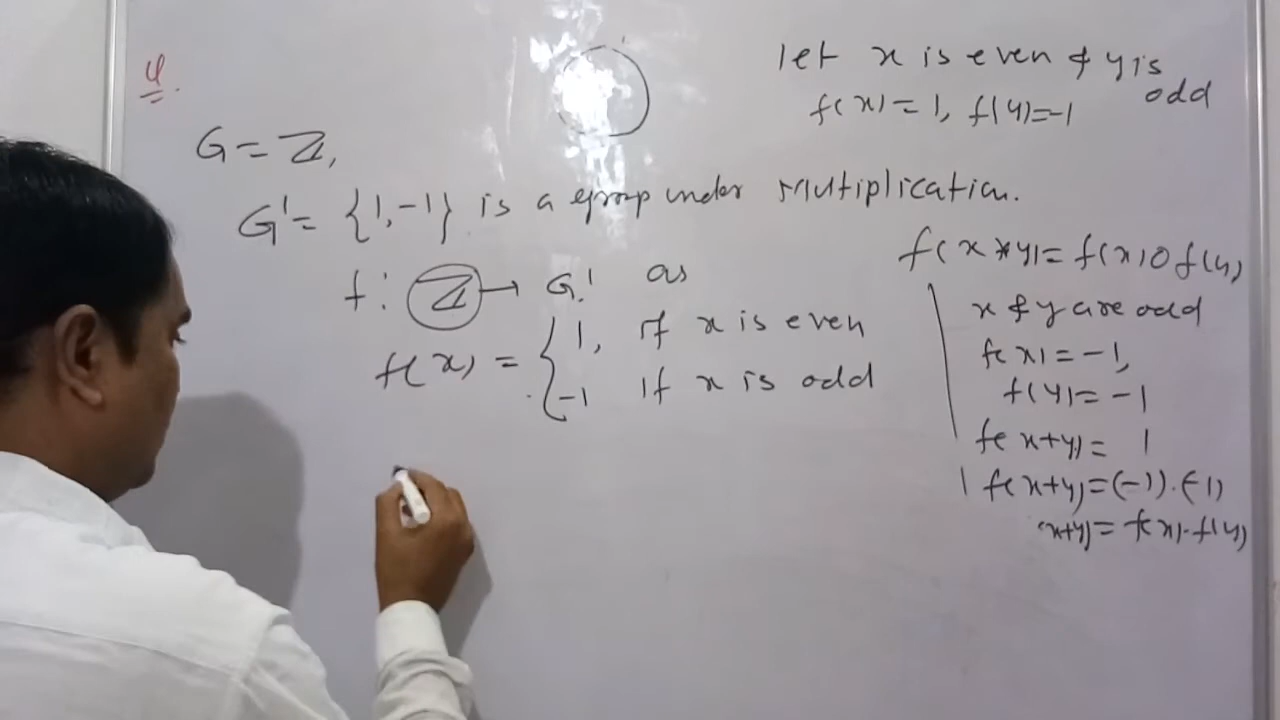 4.
G = ℤ,
G' = {1, -1} is a group under Multiplication.
f: ℤ → G' as
f(x) = { 1, if x is even
-1 if x is odd
let x is even & y is
odd
f(x) = 1, f(y) = -1
f(x * y) = f(x) o f(y)
x & y are odd
f(x) = -1,
f(y) = -1
f(x+y) = 1
f(x+y) = (-1).(-1)
(x+y) = f(x).f(y)